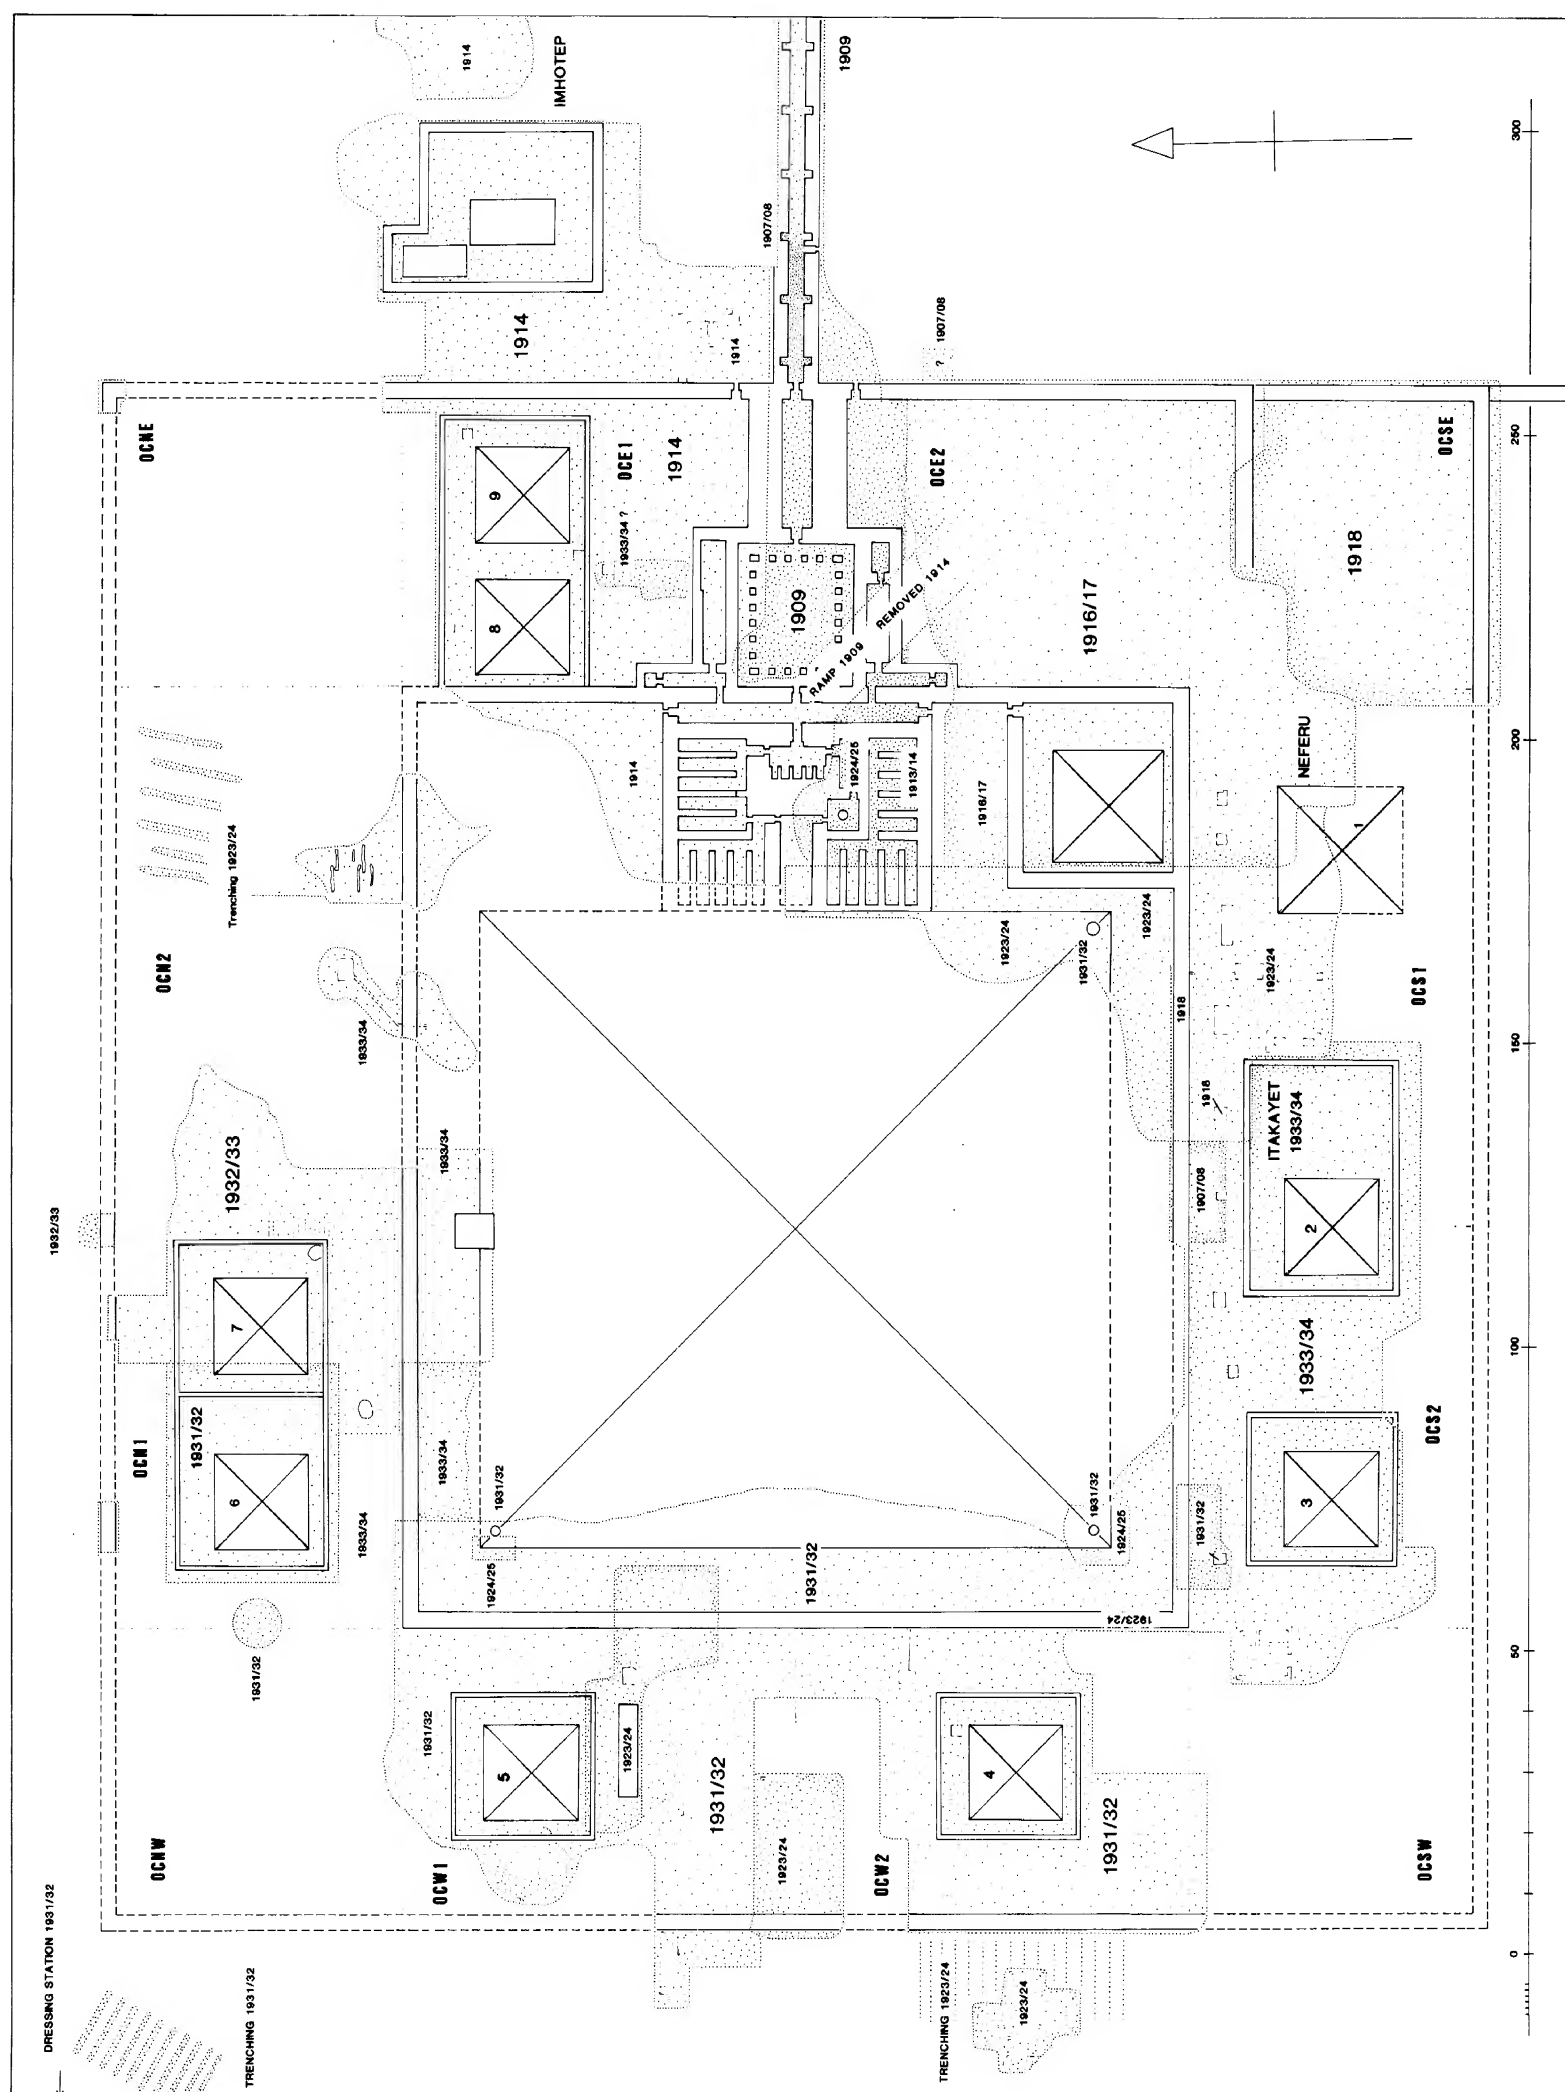 1914
IMHOTEP
1909
300
1907/08
1914
1914
? 1907/08
OCNE
250
OCE1
1914
OCE2
OCSE
9
1933/34 ?
1918
8
1909
REMOVED 1914
RAMP 1909
1916/17
200
NEFERU
1914
1924/25
1913/14
1916/17
1
Trenching 1923/24
OCN2
1923/24
1923/24
1931/32
1923/24
OCS1
1933/34
1918
150
1918
1932/33
1933/34
ITAKAYET
1933/34
1932/33
1907/08
2
7
1933/34
100
OCN1
1931/32
6
1933/34
1933/34
1931/32
1931/32
1924/25
1931/32
3
OCS2
1924/25
1931/32
1923/24
50
1931/32
1931/32
5
1923/24
1931/32
4
1931/32
OCNW
OCW1
1923/24
OCW2
OCSW
0
DRESSING STATION 1931/32
TRENCHING 1931/32
TRENCHING 1923/24
1923/24